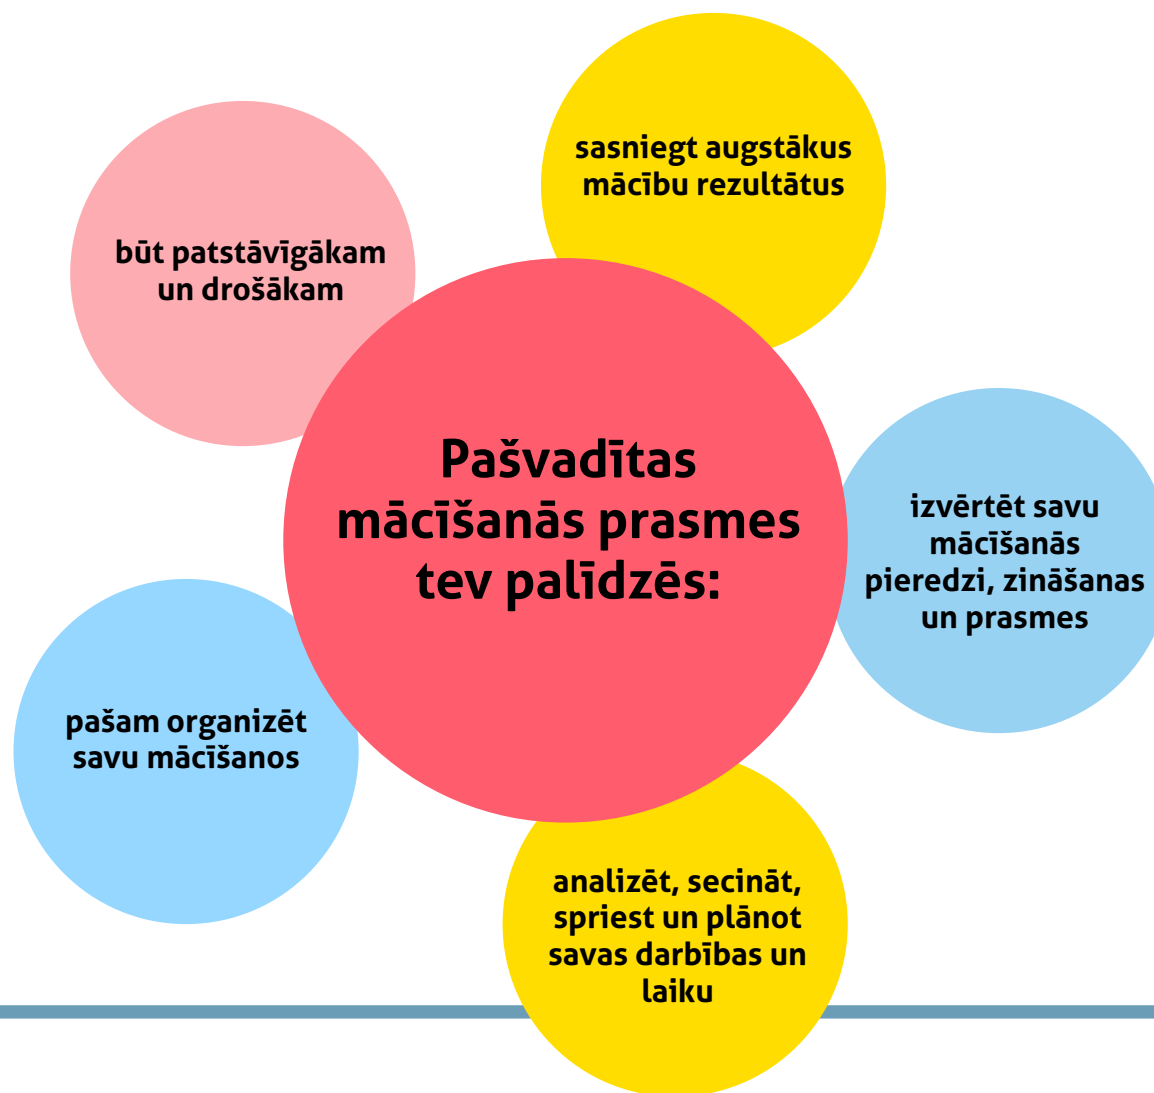 sasniegt augstākus
mācību rezultātus
būt patstāvīgākam
un drošākam
Pašvadītas
mācīšanās prasmes
tev palīdzēs:
izvērtēt savu
mācīšanās
pieredzi, zināšanas
un prasmes
pašam organizēt
savu mācīšanos
analizēt, secināt,
spriest un plānot
savas darbības un
laiku